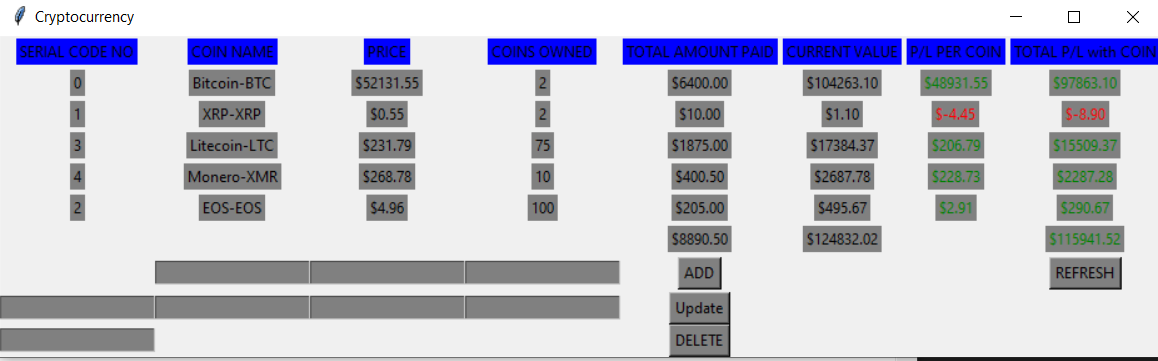 Cryptocurrency
SERIAL CODE NO COIN NAME PRICE COINS OWNED TOTAL AMOUNT PAID CURRENT VALUE P/L PER COIN TOTAL P/L with COIN
0 Bitcoin-BTC $52131.55 2 $6400.00 $104263.10 $48931.55 $97863.10
1 XRP-XRP $0.55 2 $10.00 $1.10 $-4.45 $-8.90
3 Litecoin-LTC $231.79 75 $1875.00 $17384.37 $206.79 $15509.37
4 Monero-XMR $268.78 10 $400.50 $2687.78 $228.73 $2287.28
2 EOS-EOS $4.96 100 $205.00 $495.67 $2.91 $290.67
$8890.50 $124832.02 $115941.52
ADD REFRESH
Update
DELETE